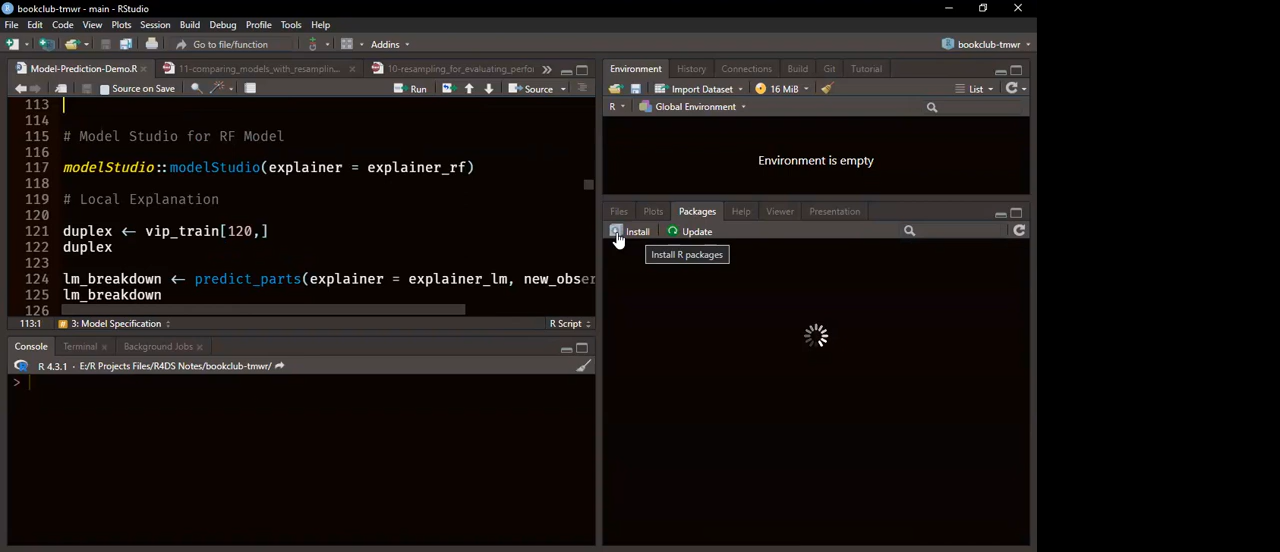 bookclub-tmwr - main - RStudio
File Edit Code View Plots Session Build Debug Profile Tools Help
Go to file/function Addins bookclub-tmwr
Model-Prediction-Demo.R 11-comparing_models_with_resamplin... 10-resampling_for_evaluating_perfo
Source on Save Run Source
113
114
115 # Model Studio for RF Model
116
117 modelStudio::modelStudio(explainer = explainer_rf)
118
119 # Local Explanation
120
121 duplex <- vip_train[120,]
122 duplex
123
124 lm_breakdown <- predict_parts(explainer = explainer_lm, new_obser
125 lm_breakdown
126
113:1 3: Model Specification R Script
Console Terminal Background Jobs
R 4.3.1 · E:/R Projects Files/R4DS Notes/bookclub-tmwr/
>
Environment History Connections Build Git Tutorial
Import Dataset 16 MiB List
R Global Environment
Environment is empty
Files Plots Packages Help Viewer Presentation
Install Update
Install R packages